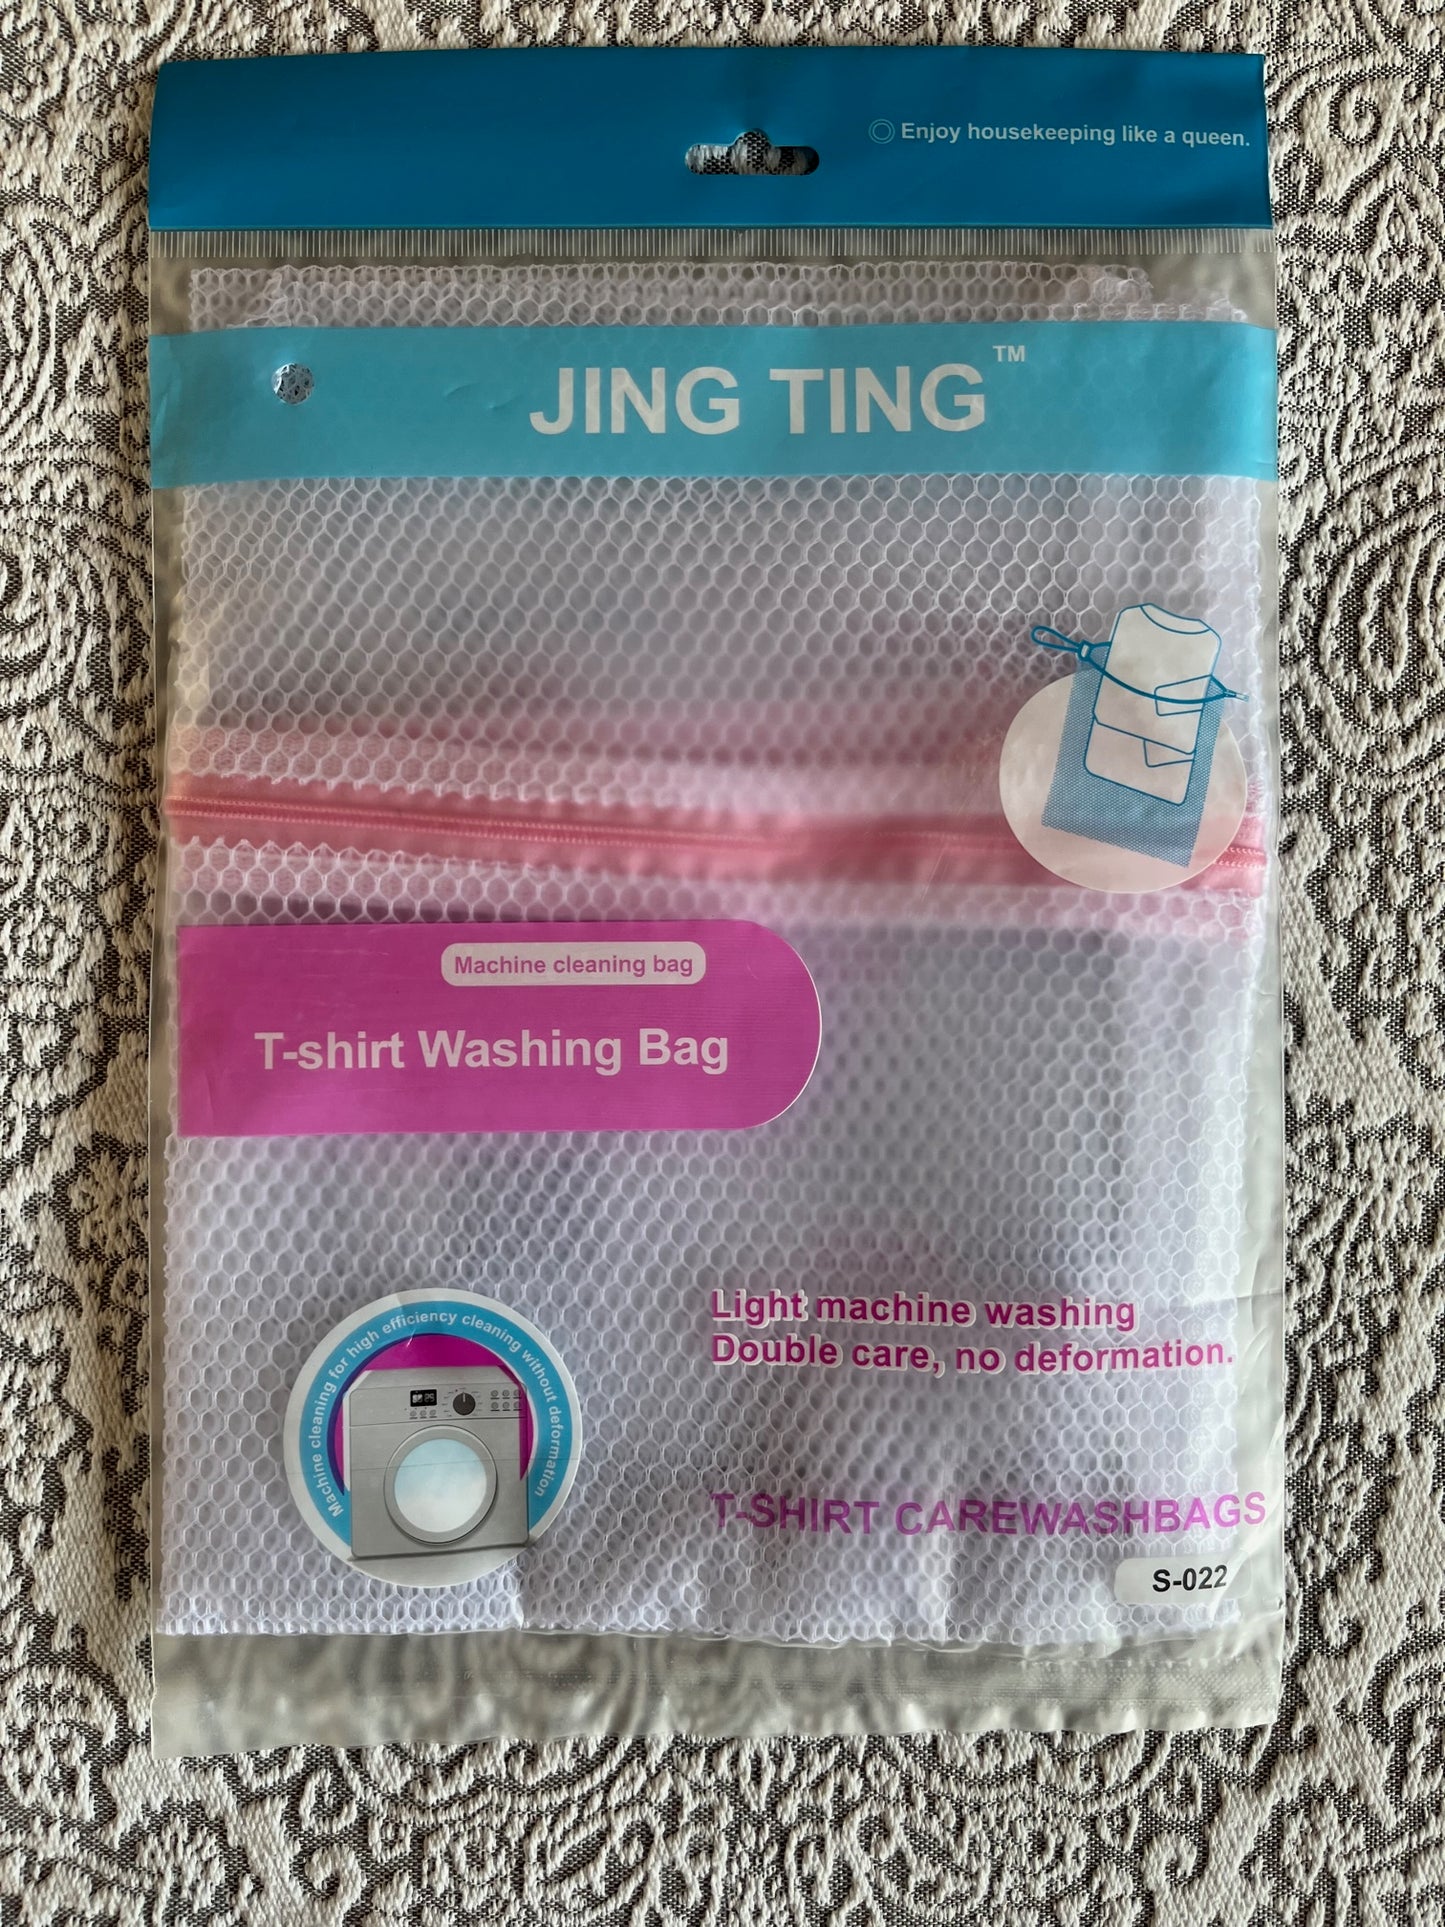 Enjoy housekeeping like a queen.
JING TING™
Machine cleaning bag
T-shirt Washing Bag
Light machine washing
Double care, no deformation.
Machine cleaning for high efficiency cleaning without deformation
T-SHIRT CAREWASHBAGS
S-022